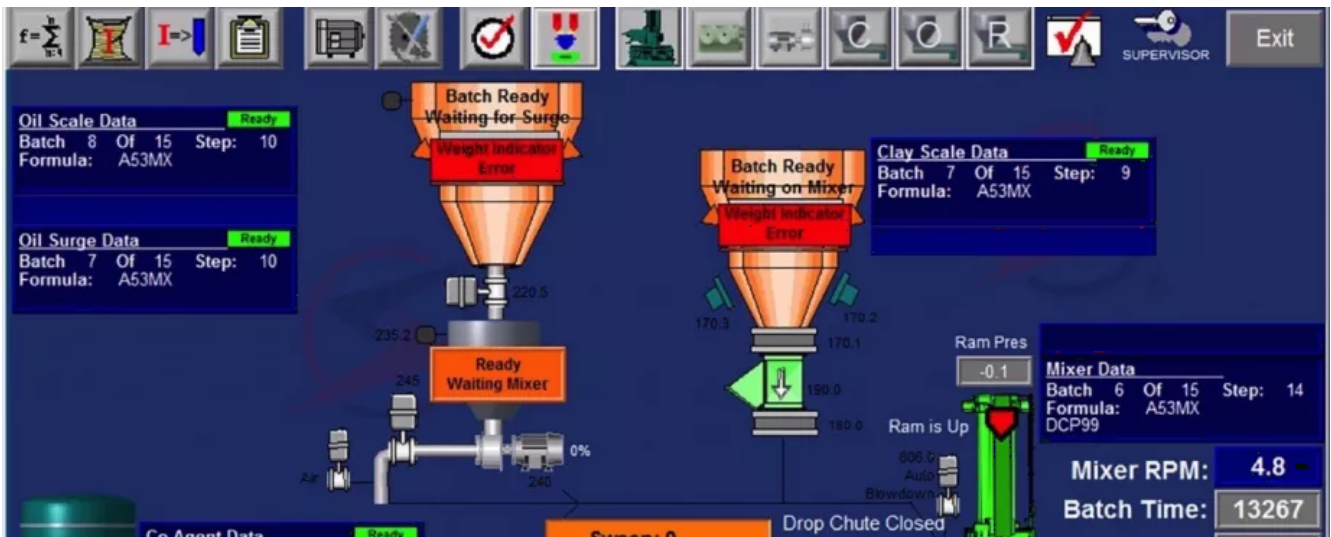 f=
I
I=>
C
O
R
SUPERVISOR
Exit
Oil Scale Data Ready
Batch 8 Of 15 Step: 10
Formula: A53MX
Batch Ready
Waiting for Surge
Weight Indicator
Error
Batch Ready
Waiting on Mixer
Weight Indicator
Error
Clay Scale Data Ready
Batch 7 Of 15 Step: 9
Formula: A53MX
Oil Surge Data Ready
Batch 7 Of 15 Step: 10
Formula: A53MX
220.5
235.2
Ready
Waiting Mixer
245
0%
240
Air
170.3
170.2
170.1
190.0
180.0
Ram Pres
-0.1
Ram is Up
Mixer Data
Batch 6 Of 15 Step: 14
Formula: A53MX
DCP99
806.0
Auto
Blowdown
Drop Chute Closed
Mixer RPM: 4.8
Batch Time: 13267
Co Agent Data Ready